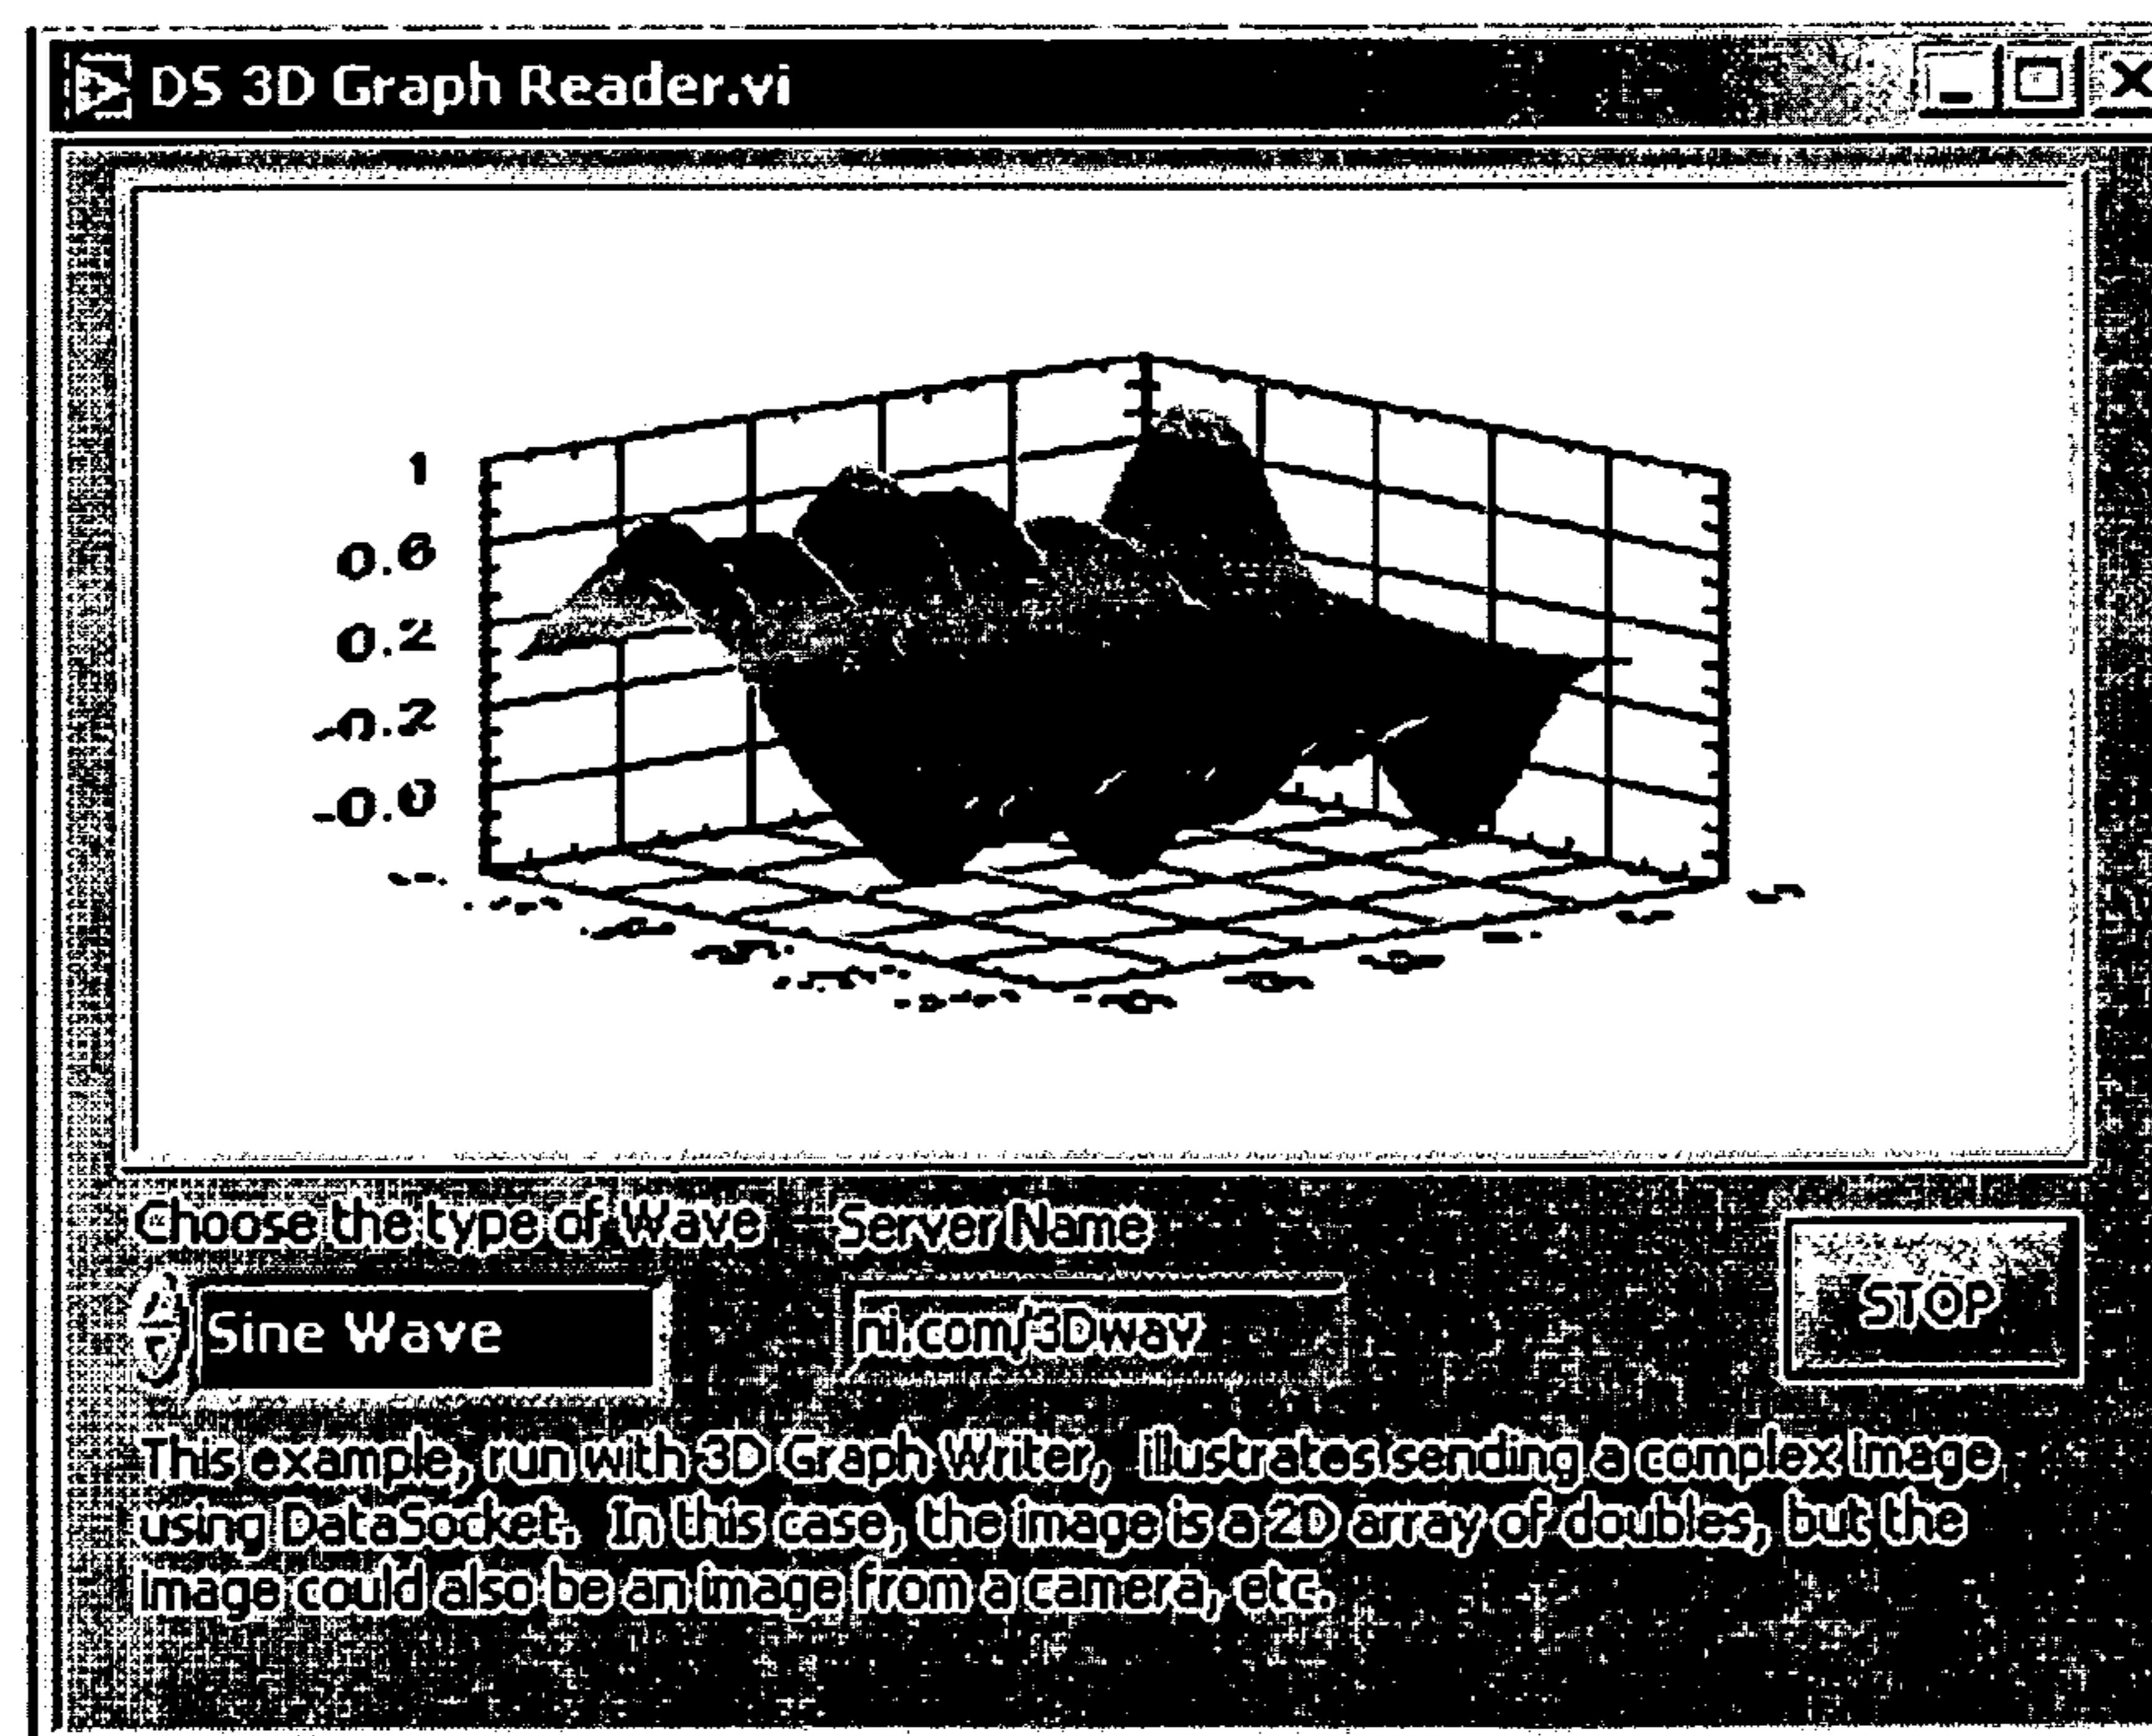 DS 3D Graph Reader.vi
1
0.6
0.2
-0.2
Choose the type of Wave
Server Name
Sine Wave
ni.com/3Dwav
STOP
This example, run with 3D Graph Writer, illustrates sending a complex image
using DataSocket. In this case, the image is a 2D array of doubles, but the
image could also be an image from a camera, etc.